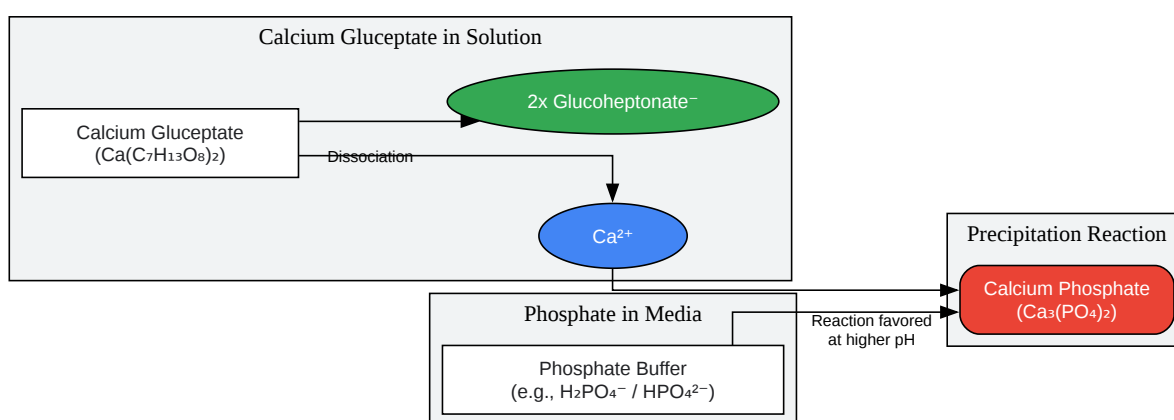 Calcium Gluceptate in Solution
2x Glucoheptonate⁻
Calcium Gluceptate
(Ca(C₇H₁₃O₈)₂)
Dissociation
Ca²⁺
Precipitation Reaction
Calcium Phosphate
(Ca₃(PO₄)₂)
Phosphate in Media
Reaction favored
at higher pH
Phosphate Buffer
(e.g., H₂PO₄⁻ / HPO₄²⁻)